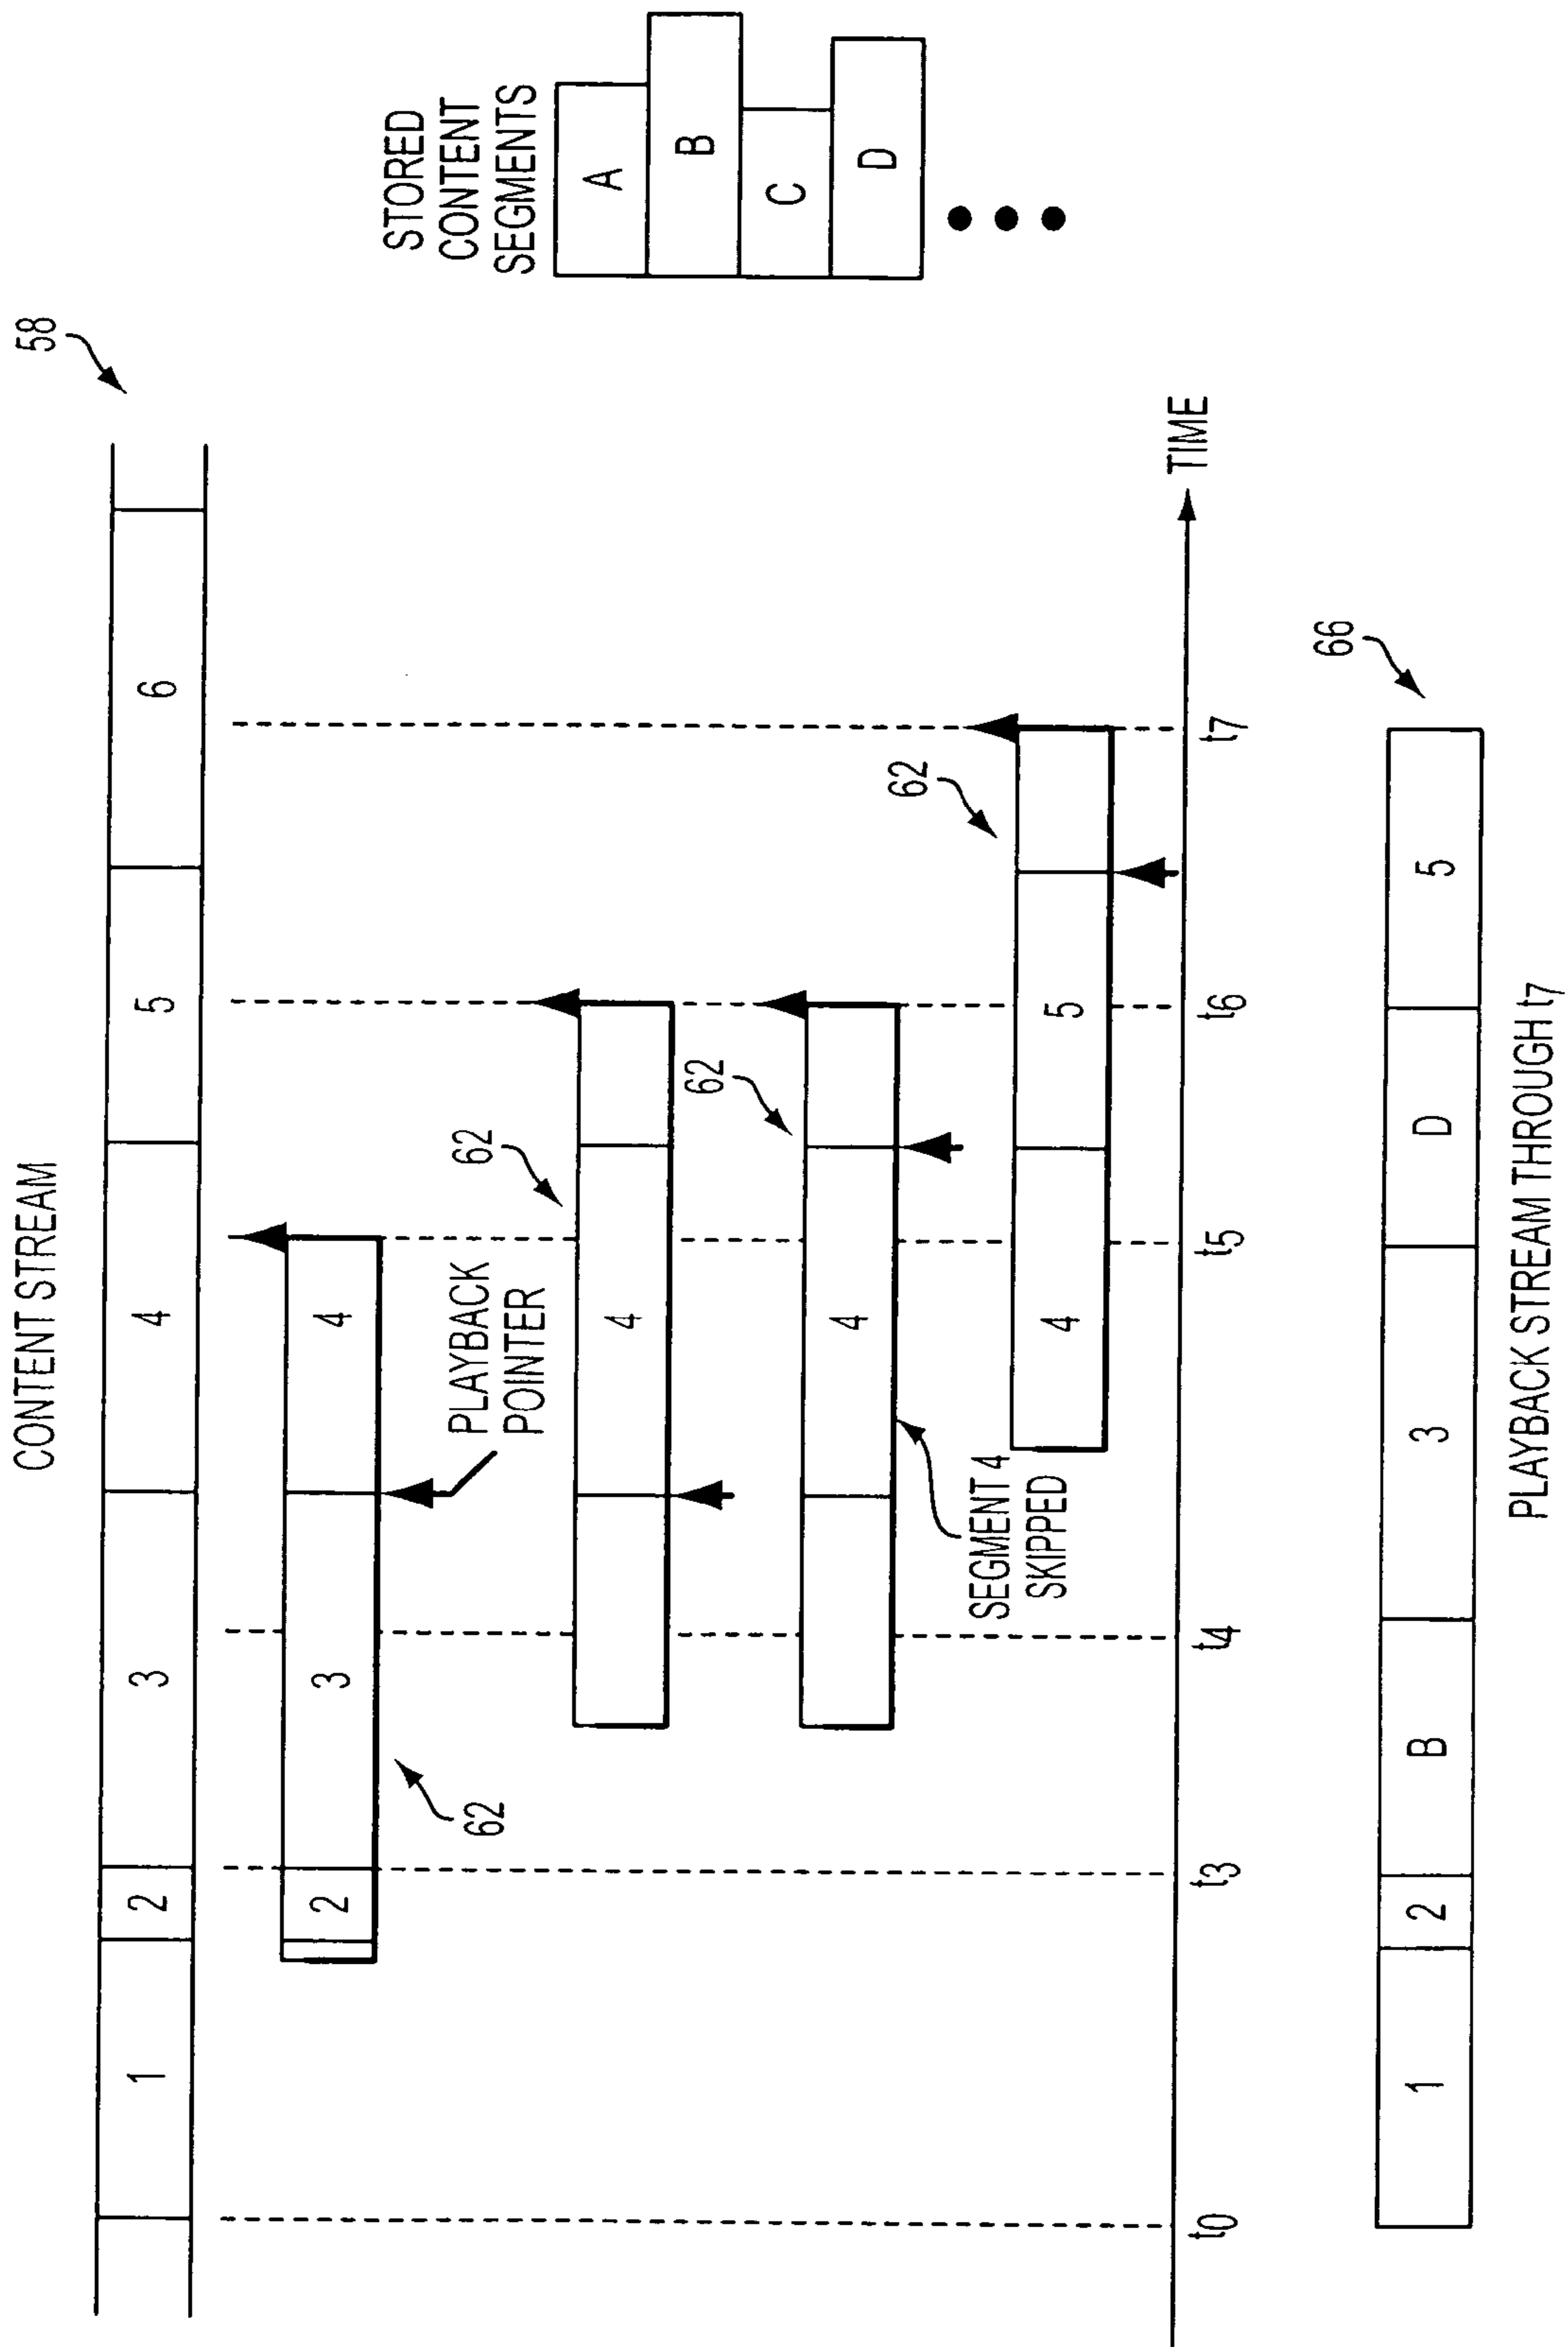 CONTENT STREAM
58
1
2
3
4
5
6
STORED
CONTENT
SEGMENTS
A
B
C
D
2
3
4
62
PLAYBACK
POINTER
4
62
4
62
SEGMENT 4
SKIPPED
4
5
62
TIME
t0
t3
t4
t5
t6
t7
66
1
2
B
3
D
5
PLAYBACK STREAM THROUGH t7